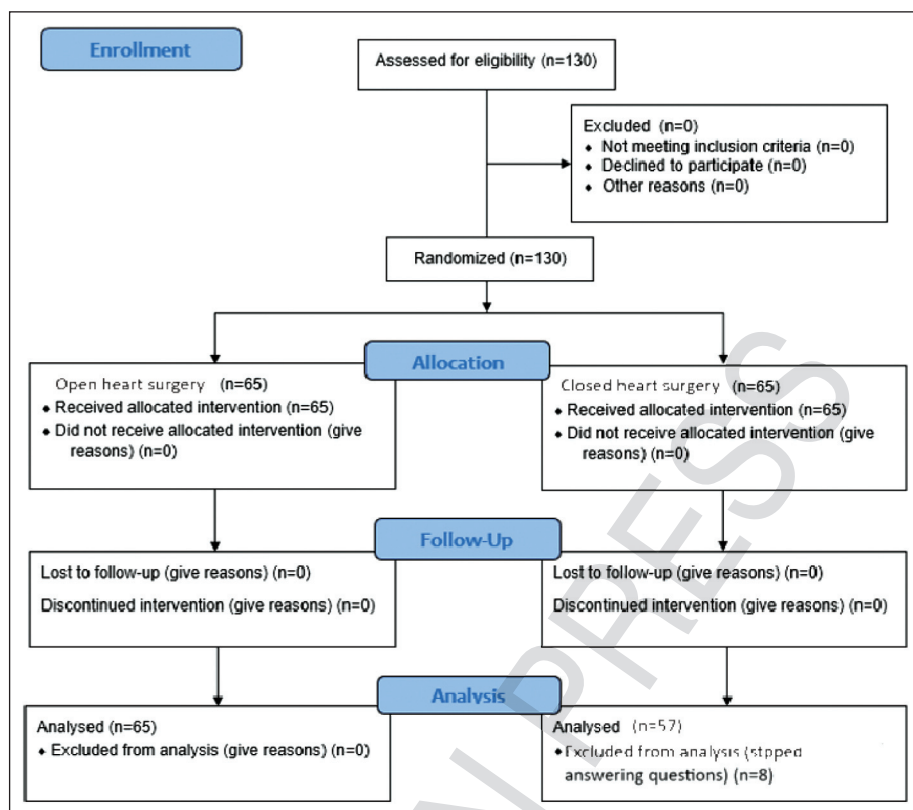 Enrollment
Assessed for eligibility (n=130)
Excluded (n=0)
♦ Not meeting inclusion criteria (n=0)
♦ Declined to participate (n=0)
♦ Other reasons (n=0)
Randomized (n=130)
Allocation
Open heart surgery (n=65)
♦ Received allocated intervention (n=65)
♦ Did not receive allocated intervention (give
reasons) (n=0)
Closed heart surgery (n=65)
♦ Received allocated intervention (n=65)
♦ Did not receive allocated intervention (give
reasons) (n=0)
Follow-Up
Lost to follow-up (give reasons) (n=0)
Discontinued intervention (give reasons) (n=0)
Lost to follow-up (give reasons) (n=0)
Discontinued intervention (give reasons) (n=0)
Analysis
Analysed (n=65)
♦ Excluded from analysis (give reasons) (n=0)
Analysed (n=57)
♦ Excluded from analysis (stopped
answering questions) (n=8)
N PRESS